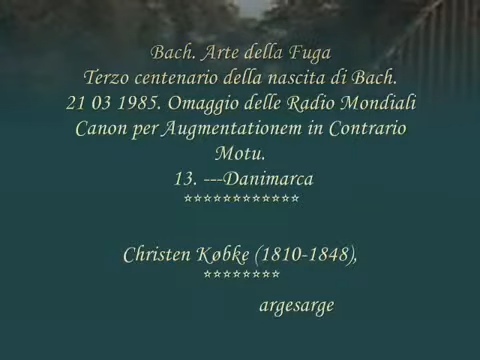 Bach. Arte della Fuga
Terzo centenario della nascita di Bach.
21 03 1985. Omaggio delle Radio Mondiali
Canon per Augmentationem in Contrario
Motu.
13. ---Danimarca
************
Christen Købke (1810-1848),
********
argesarge